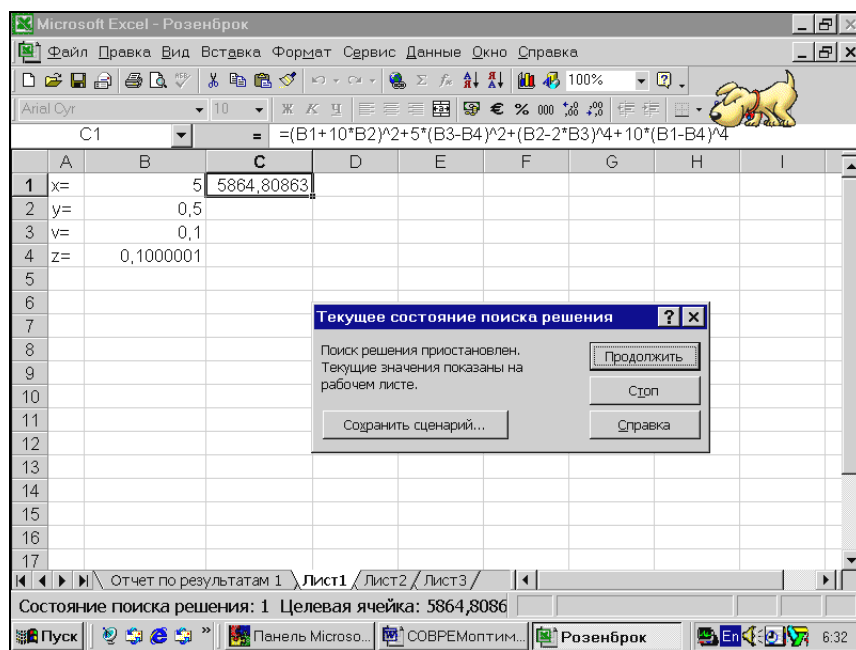 Microsoft Excel - Розенброк
Файл Правка Вид Вставка Формат Сервис Данные Окно Справка
100%
Arial Cyr 10 Ж К Ч € % 000
C1 = =(B1+10*B2)^2+5*(B3-B4)^2+(B2-2*B3)^4+10*(B1-B4)^4
A B C D E F G H I
1 x= 5 5864,80863
2 y= 0,5
3 v= 0,1
4 z= 0,1000001
5
6
7
8
9
10
11
12
13
14
15
16
17
Текущее состояние поиска решения
Поиск решения приостановлен.
Текущие значения показаны на
рабочем листе.
Продолжить
Стоп
Сохранить сценарий...
Справка
Отчет по результатам 1 Лист1 Лист2 Лист3
Состояние поиска решения: 1 Целевая ячейка: 5864,8086
Пуск » Панель Microso... СОВРЕМоптим... Розенброк En 6:32